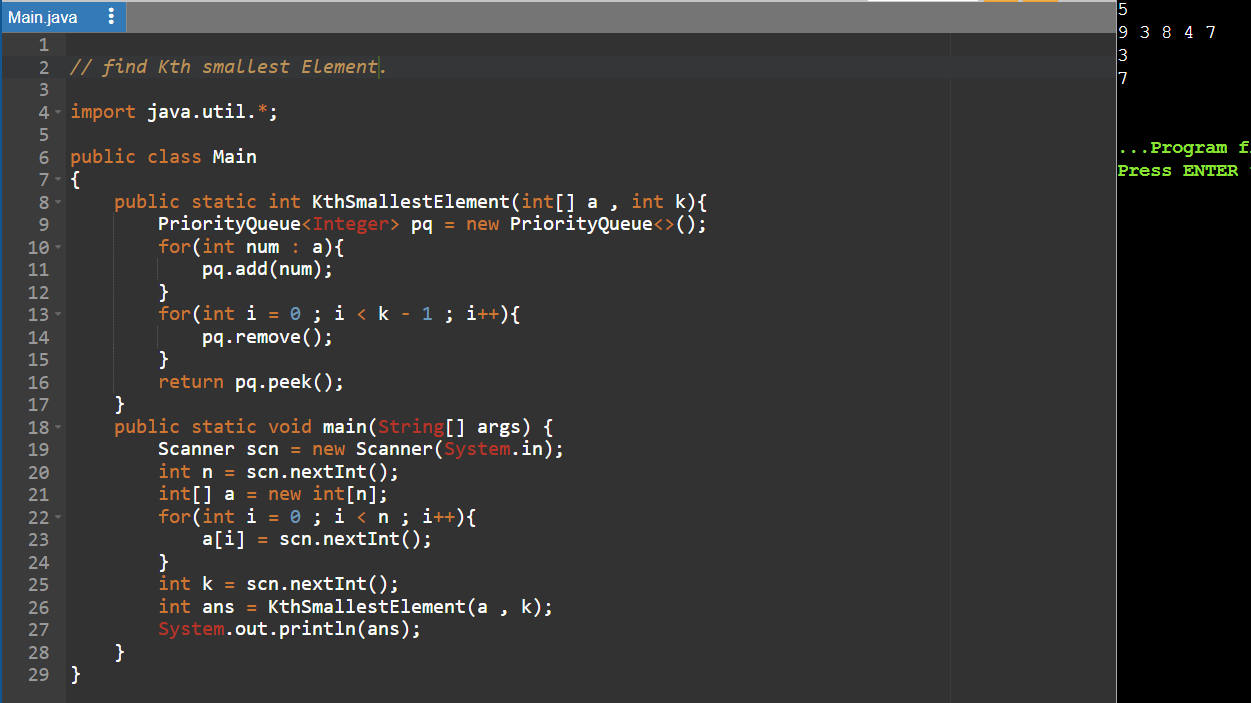 Main.java
1
2 // find Kth smallest Element.
3
4 import java.util.*;
5
6 public class Main
7 {
8 public static int KthSmallestElement(int[] a , int k){
9 PriorityQueue<Integer> pq = new PriorityQueue<>();
10 for(int num : a){
11 pq.add(num);
12 }
13 for(int i = 0 ; i < k - 1 ; i++){
14 pq.remove();
15 }
16 return pq.peek();
17 }
18 public static void main(String[] args) {
19 Scanner scn = new Scanner(System.in);
20 int n = scn.nextInt();
21 int[] a = new int[n];
22 for(int i = 0 ; i < n ; i++){
23 a[i] = scn.nextInt();
24 }
25 int k = scn.nextInt();
26 int ans = KthSmallestElement(a , k);
27 System.out.println(ans);
28 }
29 }
5
9 3 8 4 7
3
7
...Program
Press ENTER